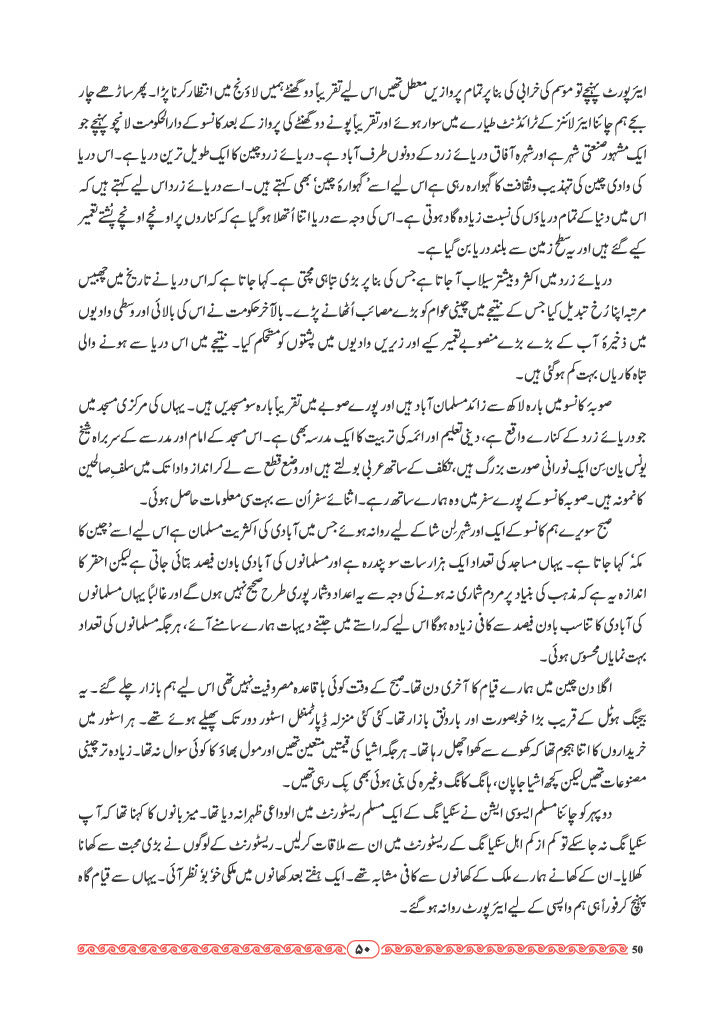 ایئرپورٹ پہنچے تو موسم کی خرابی کی بنا پر تمام پروازیں معطل تھیں اس لیے تقریباً دو گھنٹے ہمیں لاؤنج میں انتظار کرنا پڑا۔ پھر ساڑھے چار
بجے ہم چائنا ایئر لائنز کے ٹرائڈنٹ طیارے میں سوار ہوئے اور تقریباً پونے دو گھنٹے کی پرواز کے بعد کانسو کے دارالحکومت لانچو پہنچے جو
ایک مشہور صنعتی شہر ہے اور شہرہ آفاق دریائے زرد کے دونوں طرف آباد ہے۔ دریائے زرد چین کا ایک طویل ترین دریا ہے۔ اس دریا
کی وادی چین کی تہذیب و ثقافت کا گہوارہ رہی ہے اس لیے اسے ’گہوارۂ چین‘ بھی کہتے ہیں۔ اسے دریائے زرد اس لیے کہتے ہیں کہ
اس میں دنیا کے تمام دریاؤں کی نسبت زیادہ گاد ہوتی ہے۔ اس کی وجہ سے دریا اتنا اُتھلا ہوگیا ہے کہ کناروں پر اونچے اونچے پُشتے تعمیر
کیے گئے ہیں اور یہ سطحِ زمین سے بلند دریا بن گیا ہے۔
دریائے زرد میں اکثر و بیشتر سیلاب آجاتا ہے جس کی بنا پر بڑی تباہی مچتی ہے۔ کہا جاتا ہے کہ اس دریا نے تاریخ میں چھبیس
مرتبہ اپنا رُخ تبدیل کیا جس کے نتیجے میں چینی عوام کو بڑے مصائب اُٹھانے پڑے۔ بالآخر حکومت نے اس کی بالائی اور وسطی وادیوں
میں ذخیرۂ آب کے بڑے بڑے منصوبے تعمیر کیے اور زیریں وادیوں میں پشتوں کو مستحکم کیا۔ نتیجے میں اس دریا سے ہونے والی
تباہ کاریاں بہت کم ہوگئی ہیں۔
صوبۂ کانسو میں بارہ لاکھ سے زائد مسلمان آباد ہیں اور پورے صوبے میں تقریباً بارہ سو مسجدیں ہیں۔ یہاں کی مرکزی مسجد میں
جو دریائے زرد کے کنارے واقع ہے، دینی تعلیم اور ائمہ کی تربیت کا ایک مدرسہ بھی ہے۔ اس مسجد کے امام اور مدرسے کے سربراہ شیخ
یونس یان سِن ایک نورانی صورت بزرگ ہیں، تکلف کے ساتھ عربی بولتے ہیں اور وضع قطع سے لے کر انداز و ادا تک میں سلفِ صالحین
کا نمونہ ہیں۔ صوبہ کانسو کے پورے سفر میں وہ ہمارے ساتھ رہے۔ اثنائے سفر اُن سے بہت سی معلومات حاصل ہوئی۔
صبح سویرے ہم کانسو کے ایک اور شہر لِن شا کے لیے روانہ ہوئے جس میں آبادی کی اکثریت مسلمان ہے اس لیے اسے ’چین کا
مکہ‘ کہا جاتا ہے۔ یہاں مساجد کی تعداد ایک ہزار سات سو پندرہ ہے اور مسلمانوں کی آبادی باون فیصد بتائی جاتی ہے لیکن احقر کا
اندازہ یہ ہے کہ مذہب کی بنیاد پر مردم شماری نہ ہونے کی وجہ سے یہ اعداد و شمار پوری طرح صحیح نہیں ہوں گے اور غالباً یہاں مسلمانوں
کی آبادی کا تناسب باون فیصد سے کافی زیادہ ہوگا اس لیے کہ راستے میں جتنے دیہات ہمارے سامنے آئے، ہر جگہ مسلمانوں کی تعداد
بہت نمایاں محسوس ہوئی۔
اگلا دن چین میں ہمارے قیام کا آخری دن تھا۔ صبح کے وقت کوئی باقاعدہ مصروفیت نہیں تھی اس لیے ہم بازار چلے گئے۔ یہ
بیجنگ ہوٹل کے قریب بڑا خوبصورت اور بارونق بازار تھا۔ کئی کئی منزلہ ڈپارٹمنٹل اسٹور دور تک پھیلے ہوئے تھے۔ ہر اسٹور میں
خریداروں کا اتنا ہجوم تھا کہ کھوے سے کھوا چھل رہا تھا۔ ہر جگہ اشیا کی قیمتیں متعین تھیں اور مول بھاؤ کا کوئی سوال نہ تھا۔ زیادہ تر چینی
مصنوعات تھیں لیکن کچھ اشیا جاپان، ہانگ کانگ وغیرہ کی بنی ہوئی بھی بِک رہی تھیں۔
دوپہر کو چائنا مسلم ایسوسی ایشن نے سنکیانگ کے ایک مسلم ریسٹورنٹ میں الوداعی ظہرانہ دیا تھا۔ میزبانوں کا کہنا تھا کہ آپ
سنکیانگ نہ جا سکے تو کم از کم اہلِ سنکیانگ کے ریسٹورنٹ میں ان سے ملاقات کرلیں۔ ریسٹورنٹ کے لوگوں نے بڑی محبت سے کھانا
کھلایا۔ ان کے کھانے ہمارے ملک کے کھانوں سے کافی مشابہ تھے۔ ایک ہفتے بعد کھانوں میں ملکی خوٗ بوٗ نظر آئی۔ یہاں سے قیام گاہ
پہنچ کر فوراً ہی ہم واپسی کے لیے ایئرپورٹ روانہ ہوگئے۔
۵۰
50